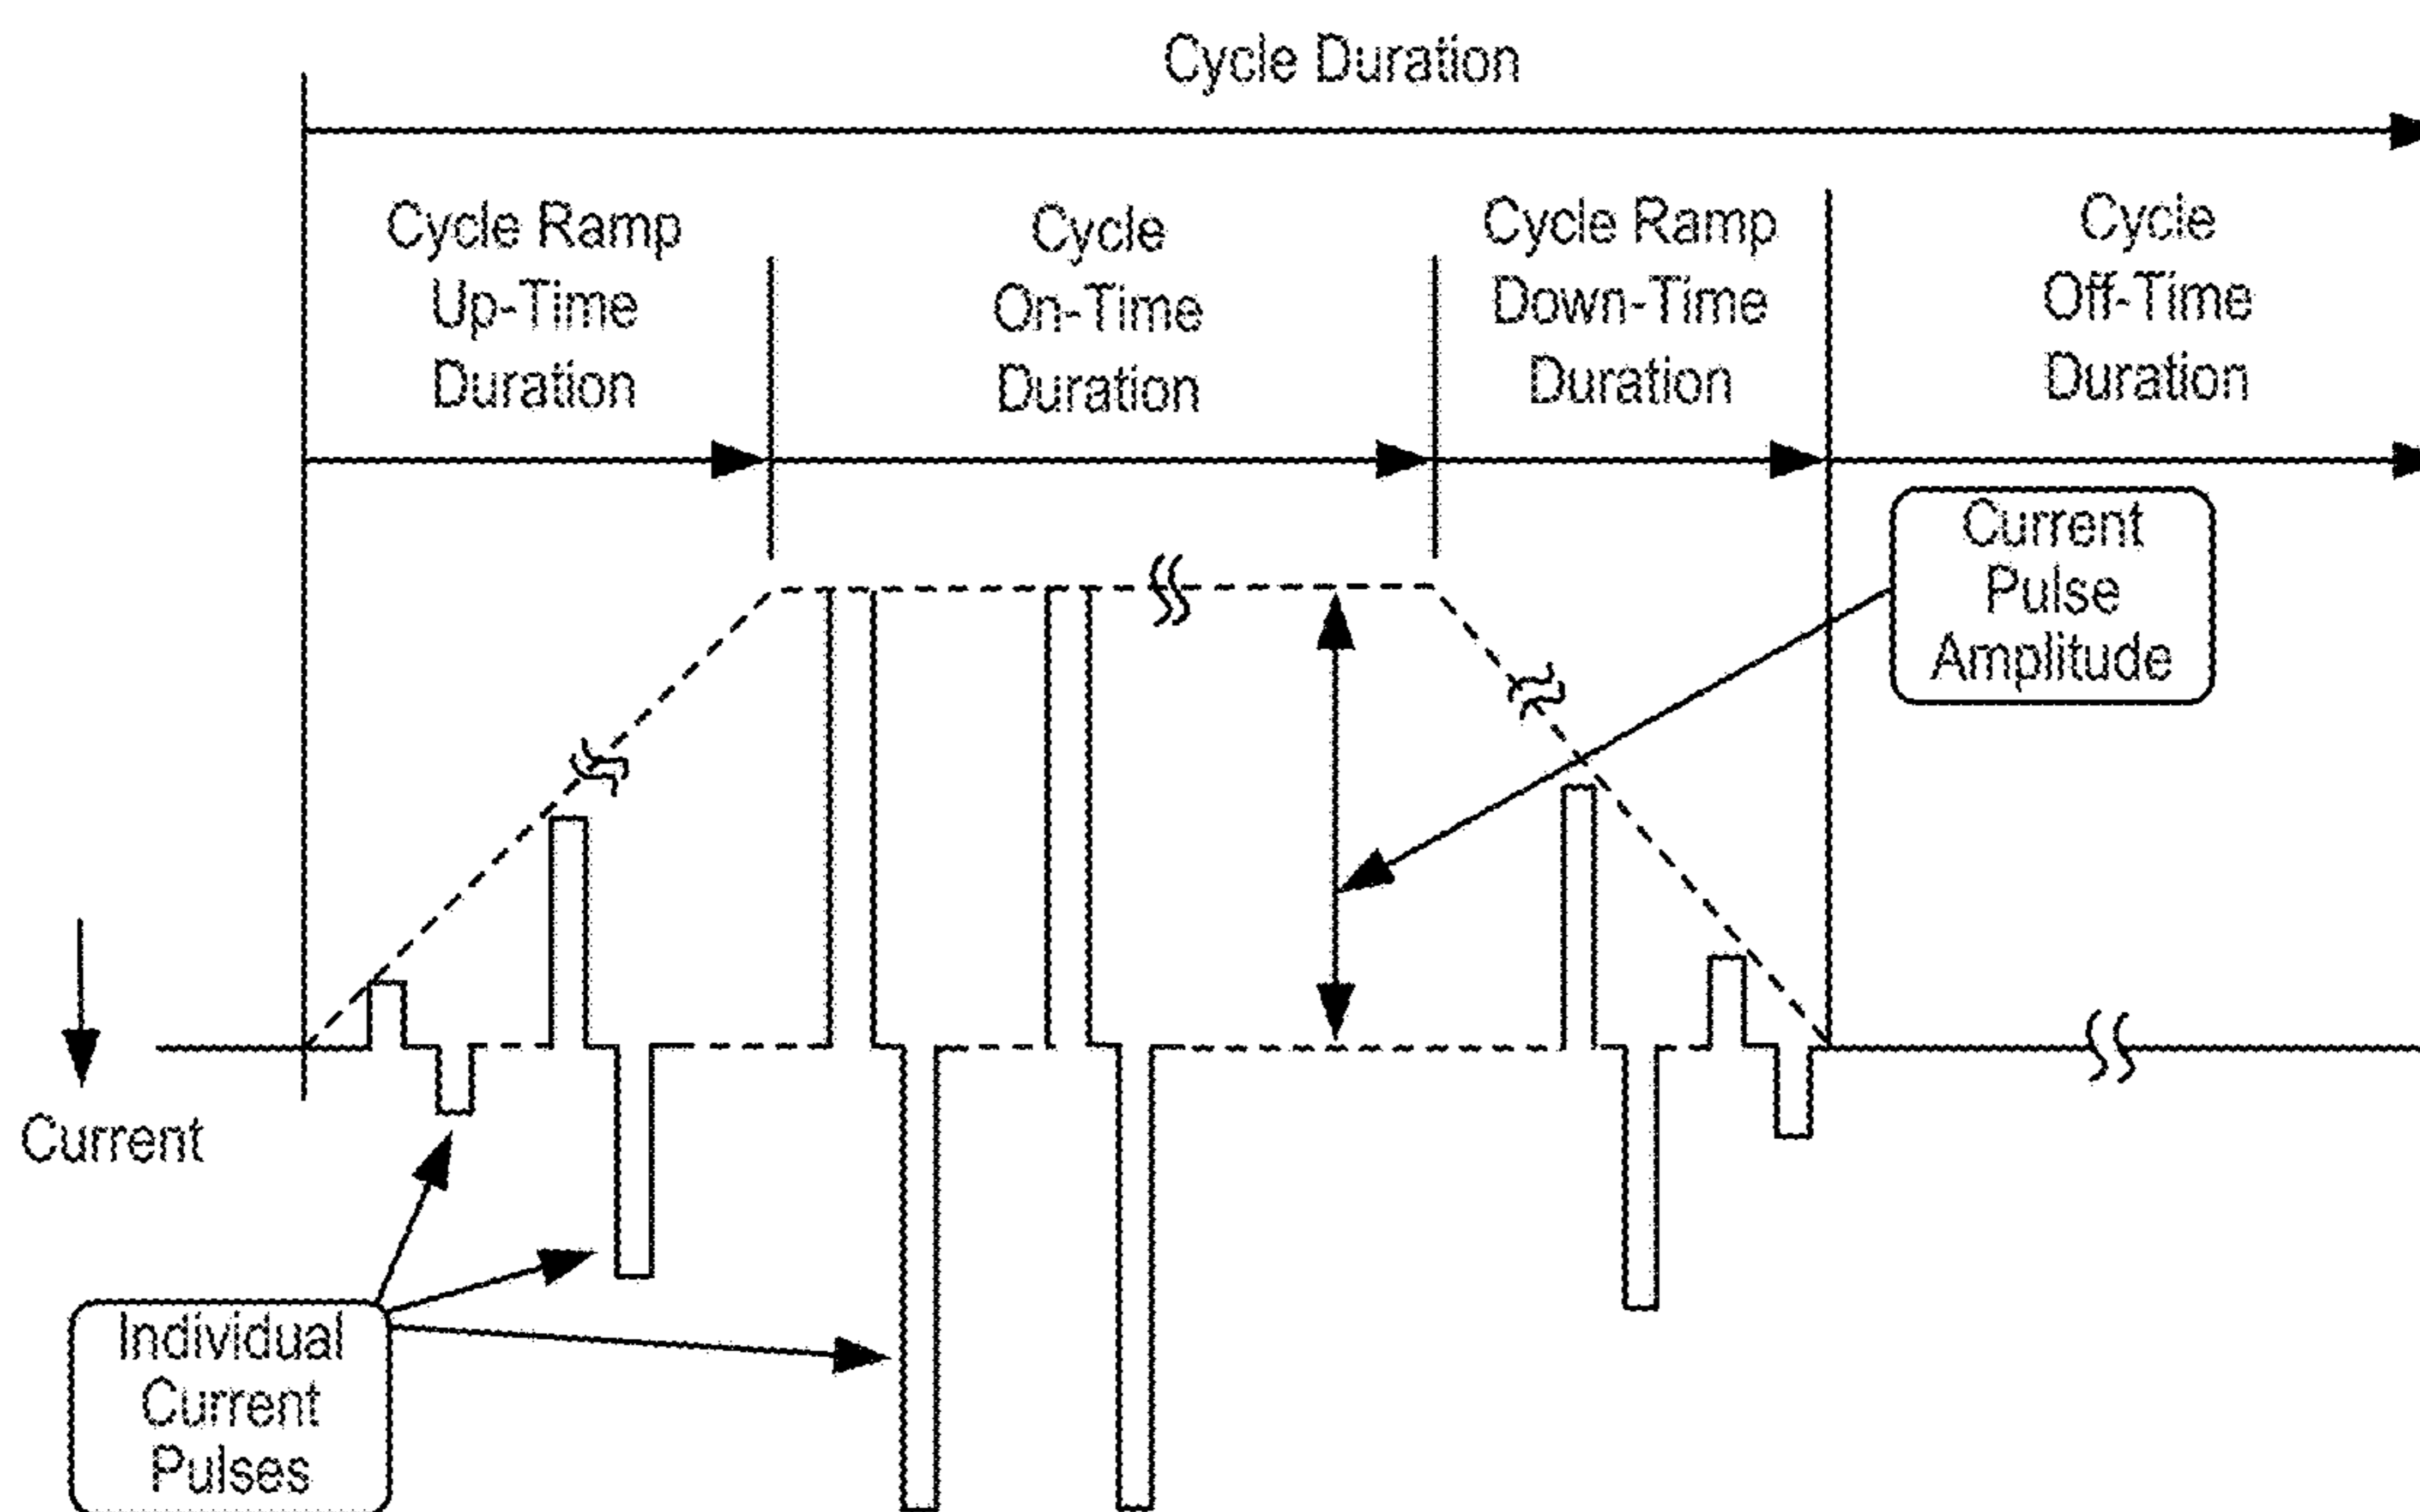 Cycle Duration
Cycle Ramp
Up-Time
Duration
Cycle
On-Time
Duration
Cycle Ramp
Down-Time
Duration
Cycle
Off-Time
Duration
Current
Pulse
Amplitude
Current
Individual
Current
Pulses